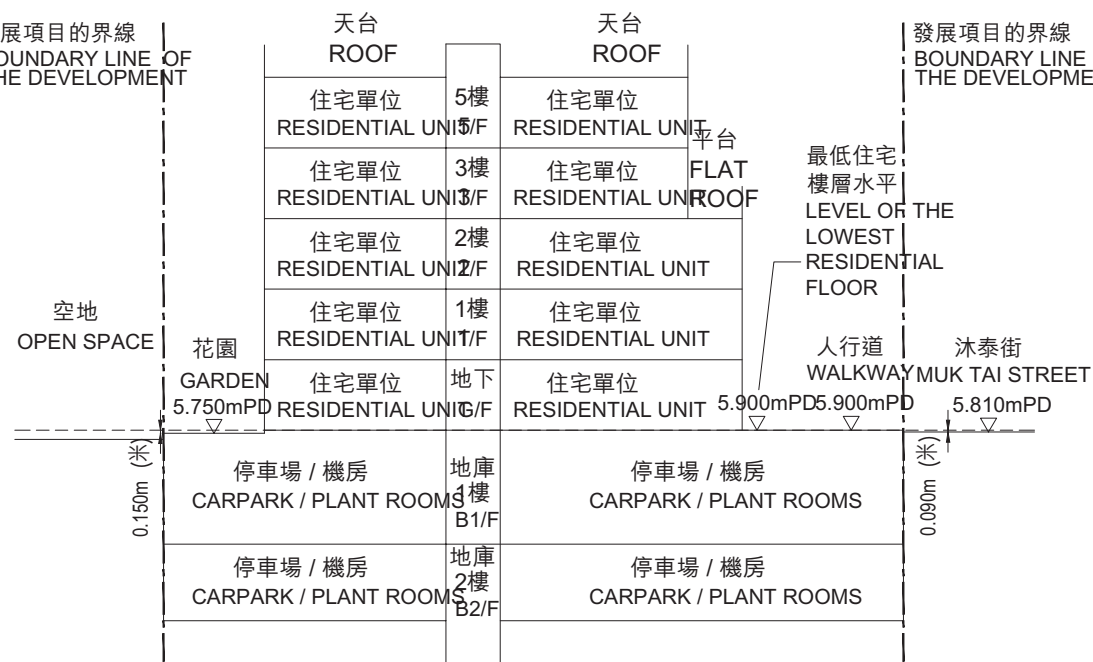 展項目的界線
OUNDARY LINE OF
HE DEVELOPMENT
天台
ROOF
天台
ROOF
發展項目的界線
BOUNDARY LINE
THE DEVELOPME
住宅單位
RESIDENTIAL UNIT
5樓
5/F
住宅單位
RESIDENTIAL UNIT
平台
FLAT
ROOF
住宅單位
RESIDENTIAL UNIT
3樓
3/F
住宅單位
RESIDENTIAL UNIT
最低住宅
樓層水平
LEVEL OF THE
LOWEST
RESIDENTIAL
FLOOR
住宅單位
RESIDENTIAL UNIT
2樓
2/F
住宅單位
RESIDENTIAL UNIT
空地
OPEN SPACE
住宅單位
RESIDENTIAL UNIT
1樓
1/F
住宅單位
RESIDENTIAL UNIT
花園
GARDEN
5.750mPD
住宅單位
RESIDENTIAL UNIT
地下
G/F
住宅單位
RESIDENTIAL UNIT
5.900mPD
人行道
WALKWAY
5.900mPD
沐泰街
MUK TAI STREET
5.810mPD
0.150m (米)
停車場 / 機房
CARPARK / PLANT ROOMS
地庫
1樓
B1/F
停車場 / 機房
CARPARK / PLANT ROOMS
0.090m (米)
停車場 / 機房
CARPARK / PLANT ROOMS
地庫
2樓
B2/F
停車場 / 機房
CARPARK / PLANT ROOMS